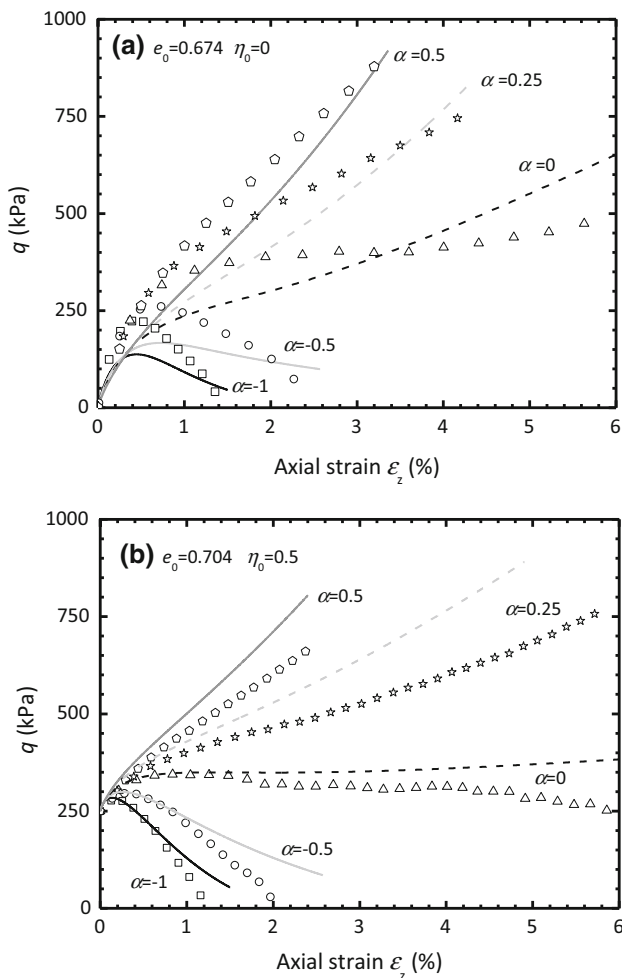 1000
(a) e₀=0.674 η₀=0
α=0.5
α=0.25
750
α=0
q (kPa)
500
250
α=-0.5
α=-1
0
0 1 2 3 4 5 6
Axial strain εz (%)
1000
(b) e₀=0.704 η₀=0.5
α=0.5
α=0.25
750
q (kPa)
500
α=0
250
α=-0.5
α=-1
0
0 1 2 3 4 5 6
Axial strain εz (%)